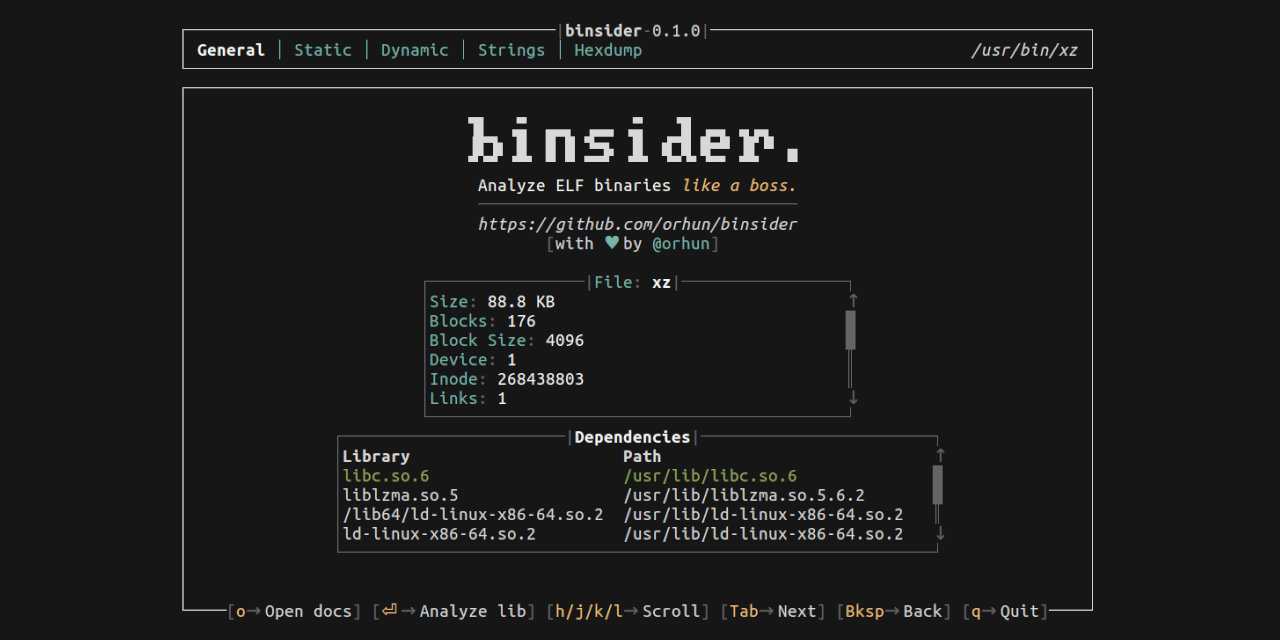 binsider-0.1.0
General | Static | Dynamic | Strings | Hexdump /usr/bin/xz
binsider.
Analyze ELF binaries like a boss.
https://github.com/orhun/binsider
[with ♥ by @orhun]
|File: xz|
Size: 88.8 KB
Blocks: 176
Block Size: 4096
Device: 1
Inode: 268438803
Links: 1
|Dependencies|
Library Path
libc.so.6 /usr/lib/libc.so.6
liblzma.so.5 /usr/lib/liblzma.so.5.6.2
/lib64/ld-linux-x86-64.so.2 /usr/lib/ld-linux-x86-64.so.2
ld-linux-x86-64.so.2 /usr/lib/ld-linux-x86-64.so.2
[o→Open docs] [⏎→Analyze lib] [h/j/k/l→Scroll] [Tab→Next] [Bksp→Back] [q→Quit]